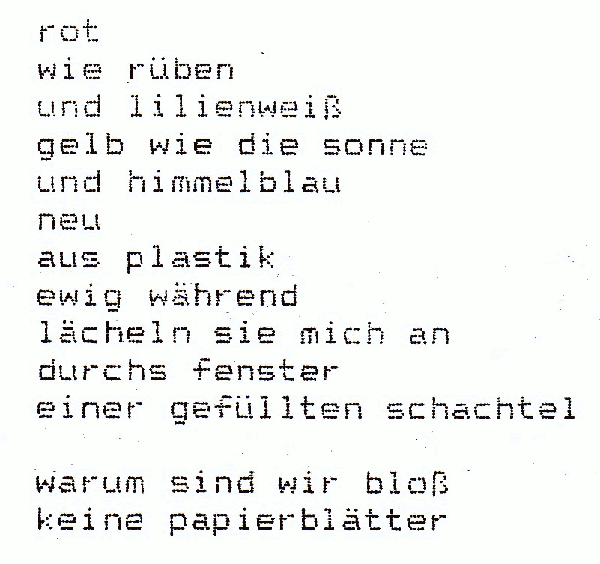 rot
wie rüben
und lilienweiß
gelb wie die sonne
und himmelblau
neu
aus plastik
ewig während
lächeln sie mich an
durchs fenster
einer gefüllten schachtel

warum sind wir bloß
keine papierblätter